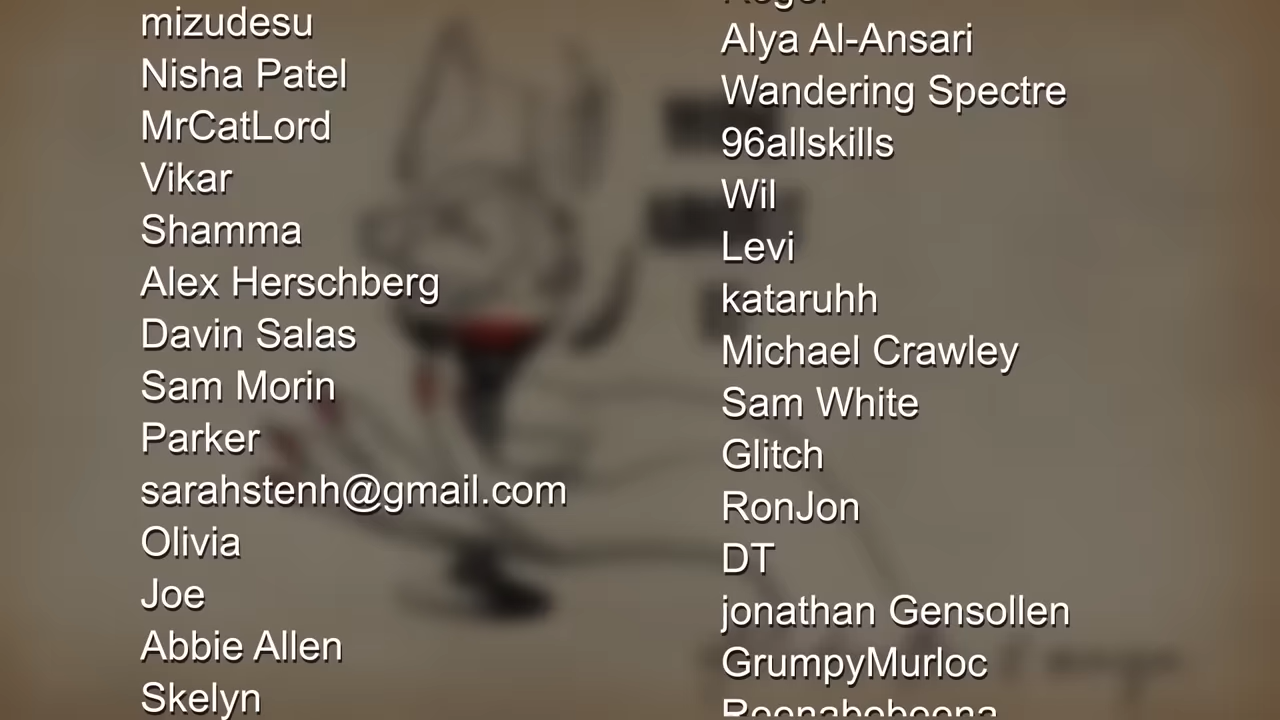 mizudesu
Nisha Patel
MrCatLord
Vikar
Shamma
Alex Herschberg
Davin Salas
Sam Morin
Parker
sarahstenh@gmail.com
Olivia
Joe
Abbie Allen
Skelyn
Alya Al-Ansari
Wandering Spectre
96allskills
Wil
Levi
kataruhh
Michael Crawley
Sam White
Glitch
RonJon
DT
jonathan Gensollen
GrumpyMurloc